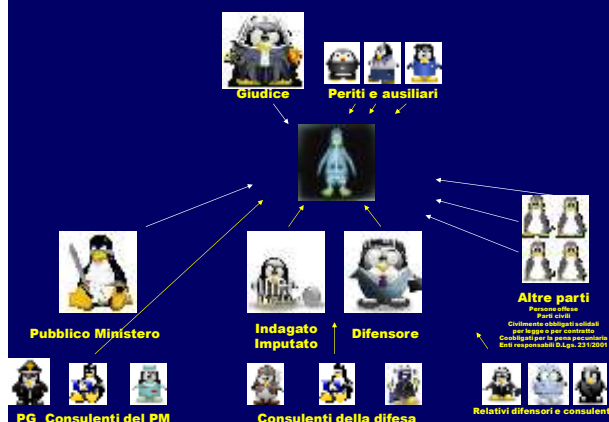 Giudice
Periti e ausiliari
Pubblico Ministero
Indagato
Imputato
Difensore
Altre parti
Persone offese
Parti civili
Civilmente obbligati solidali
per legge o per contratto
Coobligati per la pena pecuniaria
Enti responsabili D.Lgs. 231/2001
PG Consulenti del PM
Consulenti della difesa
Relativi difensori e consulenti